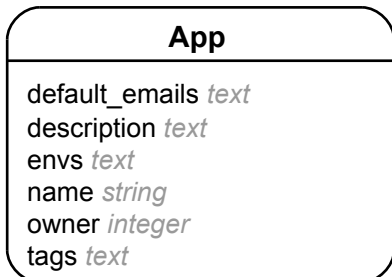 App
default_emails text
description text
envs text
name string
owner integer
tags text